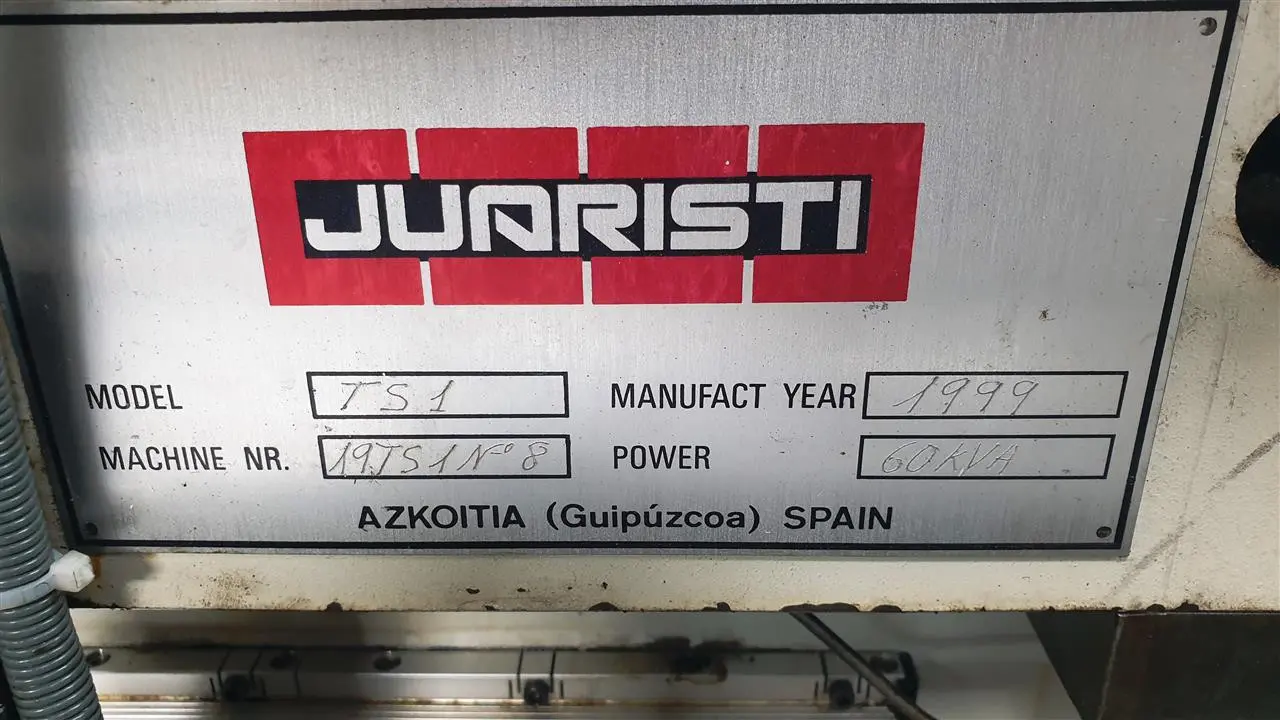 JUARISTI
MODEL TS1 MANUFACT YEAR 1999
MACHINE NR. 19TS1Nº8 POWER 60KVA
AZKOITIA (Guipúzcoa) SPAIN